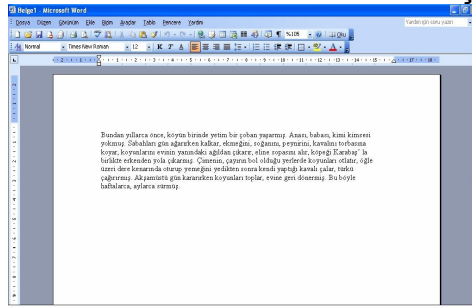 Belge1 - Microsoft Word
Dosya Düzen Görünüm Ekle Biçim Araçlar Tablo Pencere Yardım
Yardım için soru yazın
%105 Oku
Normal Times New Roman 12 K T A
Bundan yıllarca önce, köyün birinde yetim bir çoban yaşarmış. Anası, babası, kimi kimsesi
yokmuş. Sabahları gün ağarırken kalkar, ekmeğini, soğanını, peynirini, kavalını torbasına
koyar, koyunlarını evinin yanındaki ağıldan çıkarır, eline sopasını alır, köpeği Karabaş' la
birlikte erkenden yola çıkarmış. Çimenin, çayırın bol olduğu yerlerde koyunları otlatır, öğle
üzeri dere kenarında oturup yemeğini yedikten sonra kendi yaptığı kavalı çalar, türkü
çağırırmış. Akşamüstü gün kararırken koyunları toplar, evine geri dönermiş. Bu böyle
haftalarca, aylarca sürmüş.